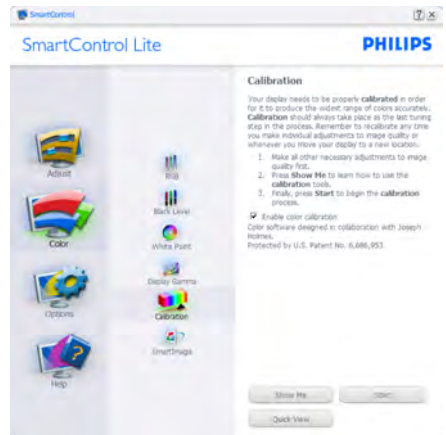 SmartControl
SmartControl Lite
PHILIPS
Adjust
Color
Options
Help
RGB
Black Level
White Point
Display Gamma
Calibration
SmartImage
Calibration
Your display needs to be properly calibrated in order
for it to produce the widest range of colors accurately.
Calibration should always take place as the last tuning
step in the process. Remember to recalibrate any time
you make individual adjustments to image quality or
whenever you move your display to a new location.
1. Make all other necessary adjustments to image
quality first.
2. Press Show Me to learn how to use the
calibration tools.
3. Finally, press Start to begin the calibration
process.
Enable color calibration
Color software designed in collaboration with Joseph
Holmes.
Protected by U.S. Patent No. 6,686,953
Show Me
Start
Quick View